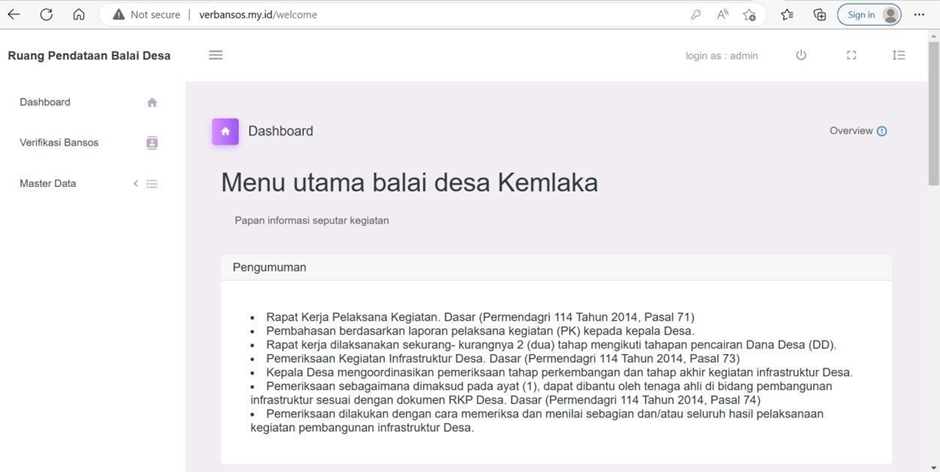 Not secure | verbansos.my.id/welcome
Sign in
Ruang Pendataan Balai Desa
login as : admin
Dashboard
Verifikasi Bansos
Master Data
Dashboard
Overview
Menu utama balai desa Kemlaka
Papan informasi seputar kegiatan
Pengumuman
• Rapat Kerja Pelaksana Kegiatan. Dasar (Permendagri 114 Tahun 2014, Pasal 71)
• Pembahasan berdasarkan laporan pelaksana kegiatan (PK) kepada kepala Desa.
• Rapat kerja dilaksanakan sekurang- kurangnya 2 (dua) tahap mengikuti tahapan pencairan Dana Desa (DD).
• Pemeriksaan Kegiatan Infrastruktur Desa. Dasar (Permendagri 114 Tahun 2014, Pasal 73)
• Kepala Desa mengoordinasikan pemeriksaan tahap perkembangan dan tahap akhir kegiatan infrastruktur Desa.
• Pemeriksaan sebagaimana dimaksud pada ayat (1), dapat dibantu oleh tenaga ahli di bidang pembangunan
infrastruktur sesuai dengan dokumen RKP Desa. Dasar (Permendagri 114 Tahun 2014, Pasal 74)
• Pemeriksaan dilakukan dengan cara memeriksa dan menilai sebagian dan/atau seluruh hasil pelaksanaan
kegiatan pembangunan infrastruktur Desa.